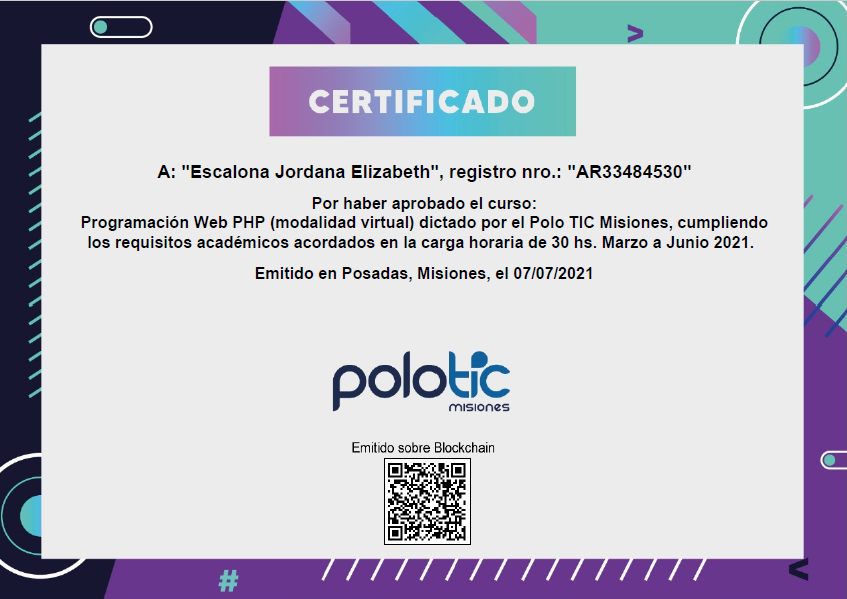 CERTIFICADO
A: "Escalona Jordana Elizabeth", registro nro.: "AR33484530"
Por haber aprobado el curso:
Programación Web PHP (modalidad virtual) dictado por el Polo TIC Misiones, cumpliendo
los requisitos académicos acordados en la carga horaria de 30 hs. Marzo a Junio 2021.
Emitido en Posadas, Misiones, el 07/07/2021
polotic
misiones
Emitido sobre Blockchain